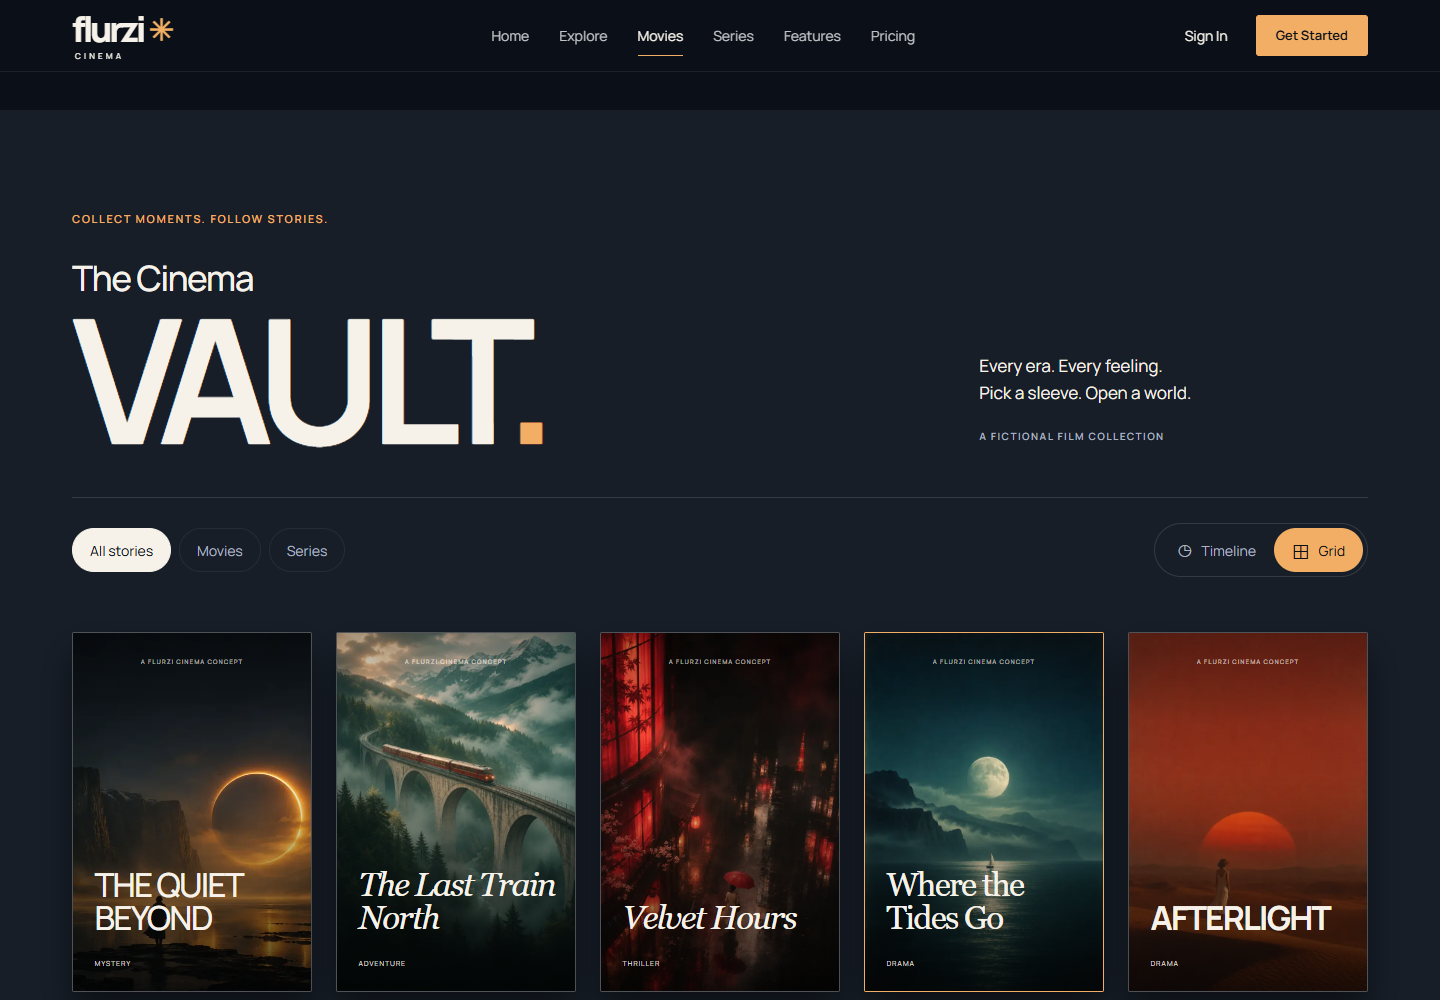 flurzi
CINEMA
Home
Explore
Movies
Series
Features
Pricing
Sign In
Get Started
COLLECT MOMENTS. FOLLOW STORIES.
The Cinema
VAULT.
Every era. Every feeling.
Pick a sleeve. Open a world.
A FICTIONAL FILM COLLECTION
All stories
Movies
Series
Timeline
Grid
A FLURZI CINEMA CONCEPT
THE QUIET
BEYOND
MYSTERY
A FLURZI CINEMA CONCEPT
The Last Train
North
ADVENTURE
A FLURZI CINEMA CONCEPT
Velvet Hours
THRILLER
A FLURZI CINEMA CONCEPT
Where the
Tides Go
DRAMA
A FLURZI CINEMA CONCEPT
AFTERLIGHT
DRAMA